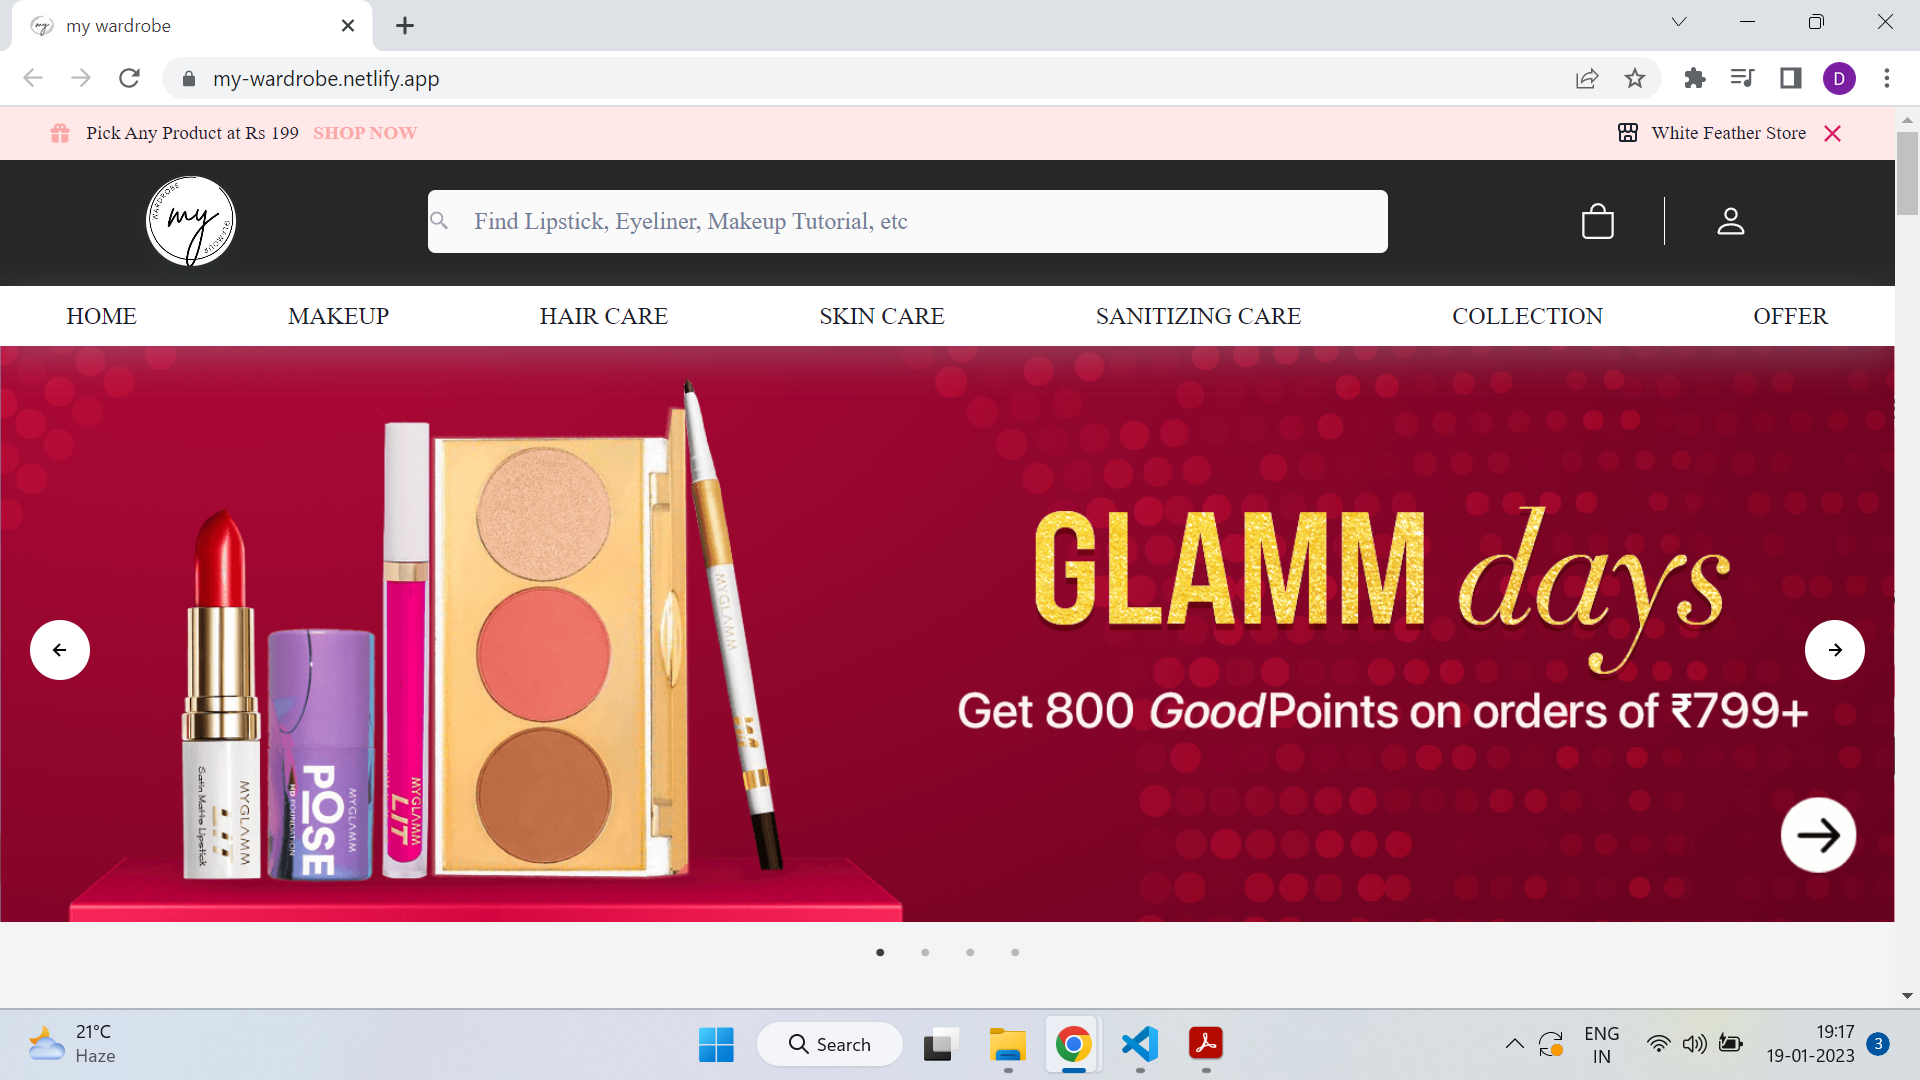 my wardrobe
my-wardrobe.netlify.app
D
Pick Any Product at Rs 199 SHOP NOW
White Feather Store
WARDROBE
my
GLAMOUR
Find Lipstick, Eyeliner, Makeup Tutorial, etc
HOME MAKEUP HAIR CARE SKIN CARE SANITIZING CARE COLLECTION OFFER
GLAMM days
Get 800 GoodPoints on orders of ₹799+
MYGLAMM
LIT
Satin Matte Lipstick
MYGLAMM
POSE
HD FOUNDATION
MYGLAMM
LIT
MYGLAMM
21°C
Haze
Search
ENG
IN
19:17
19-01-2023
3